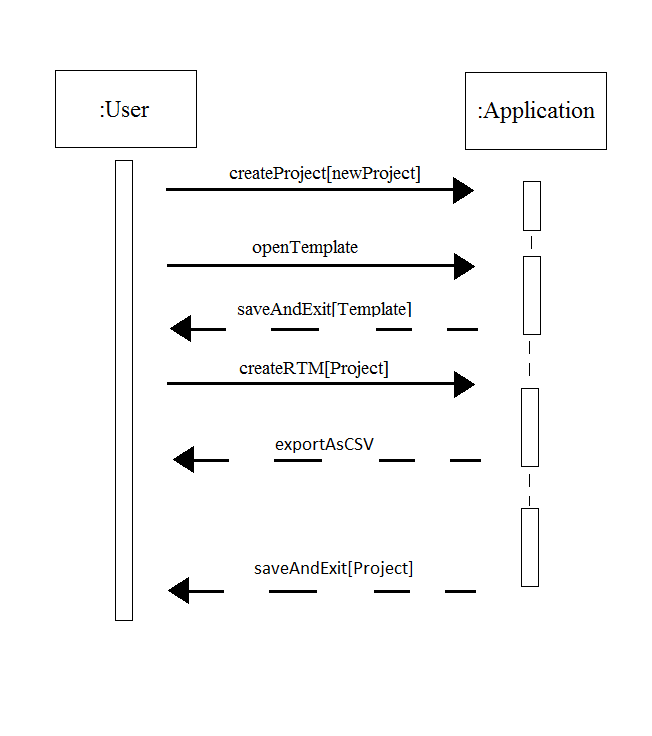 :User
:Application
createProject[newProject]
openTemplate
saveAndExit[Template]
createRTM[Project]
exportAsCSV
saveAndExit[Project]